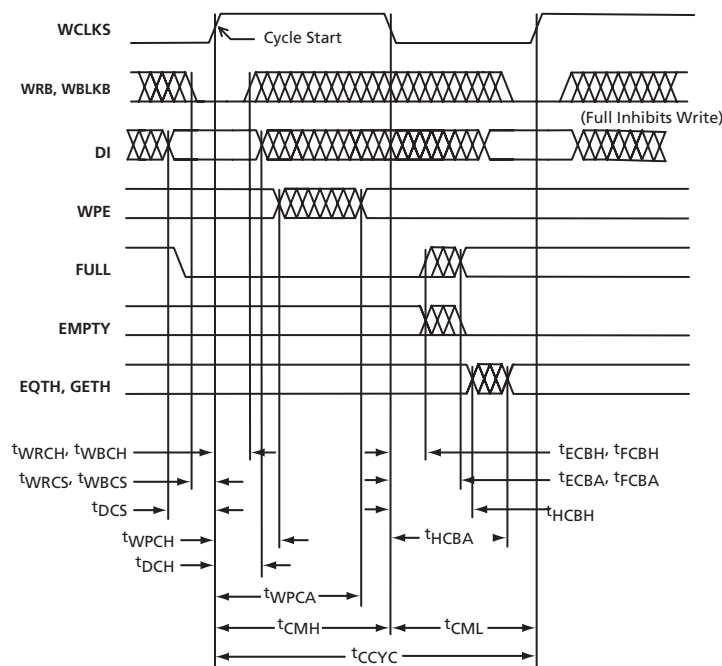 WCLKS
Cycle Start
WRB, WBLKB
(Full Inhibits Write)
DI
WPE
FULL
EMPTY
EQTH, GETH
tWRCH, tWBCH
tECBH, tFCBH
tWRCS, tWBCS
tECBA, tFCBA
tDCS
tHCBH
tWPCH
tHCBA
tDCH
tWPCA
tCMH
tCML
tCCYC